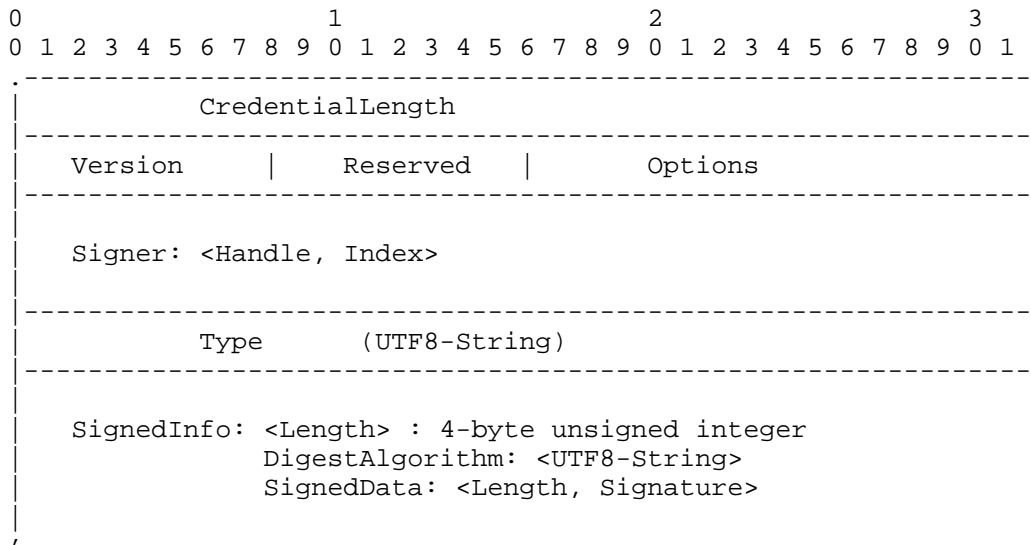 0                   1                   2                   3
0 1 2 3 4 5 6 7 8 9 0 1 2 3 4 5 6 7 8 9 0 1 2 3 4 5 6 7 8 9 0 1
.---------------------------------------------------------------
|           CredentialLength
|---------------------------------------------------------------
|   Version     |    Reserved   |       Options
|---------------------------------------------------------------
|
|   Signer: <Handle, Index>
|
|---------------------------------------------------------------
|           Type      (UTF8-String)
|---------------------------------------------------------------
|
|   SignedInfo: <Length> : 4-byte unsigned integer
|               DigestAlgorithm: <UTF8-String>
|               SignedData: <Length, Signature>
|
'